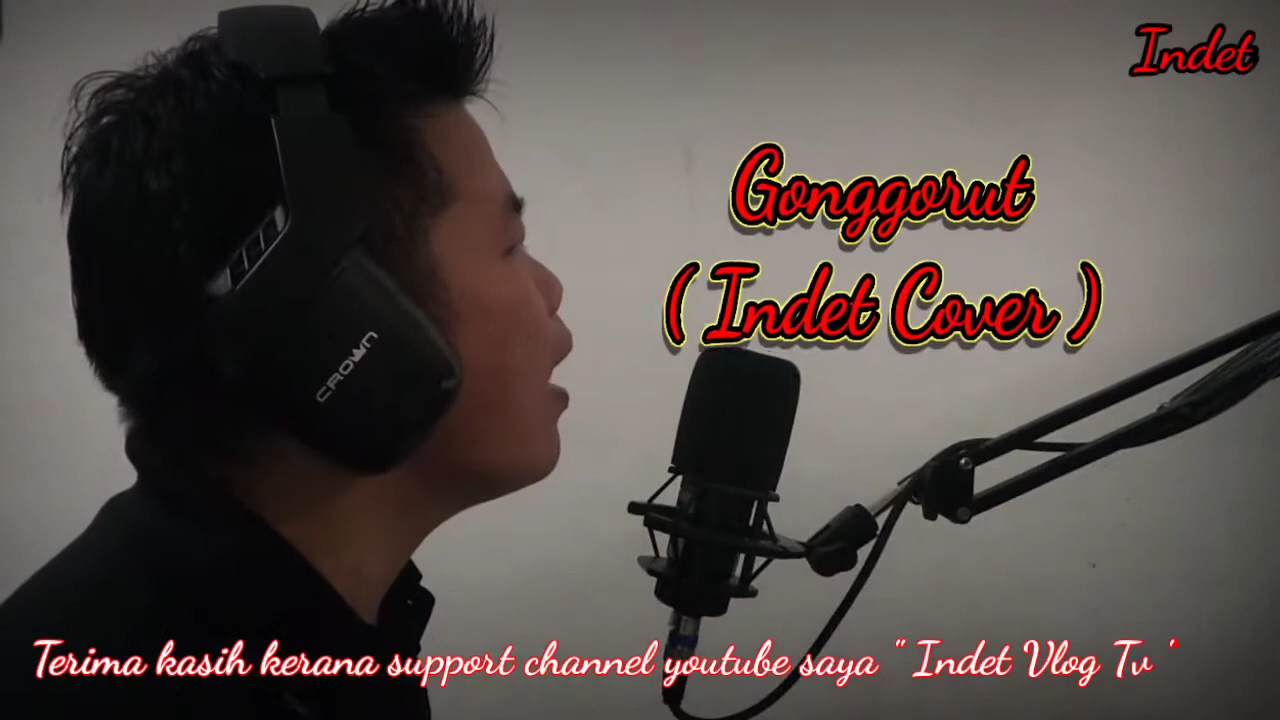 Indet
Gonggorut
( Indet Cover )
CROWN
Terima kasih kerana support channel youtube saya " Indet Vlog Tv '